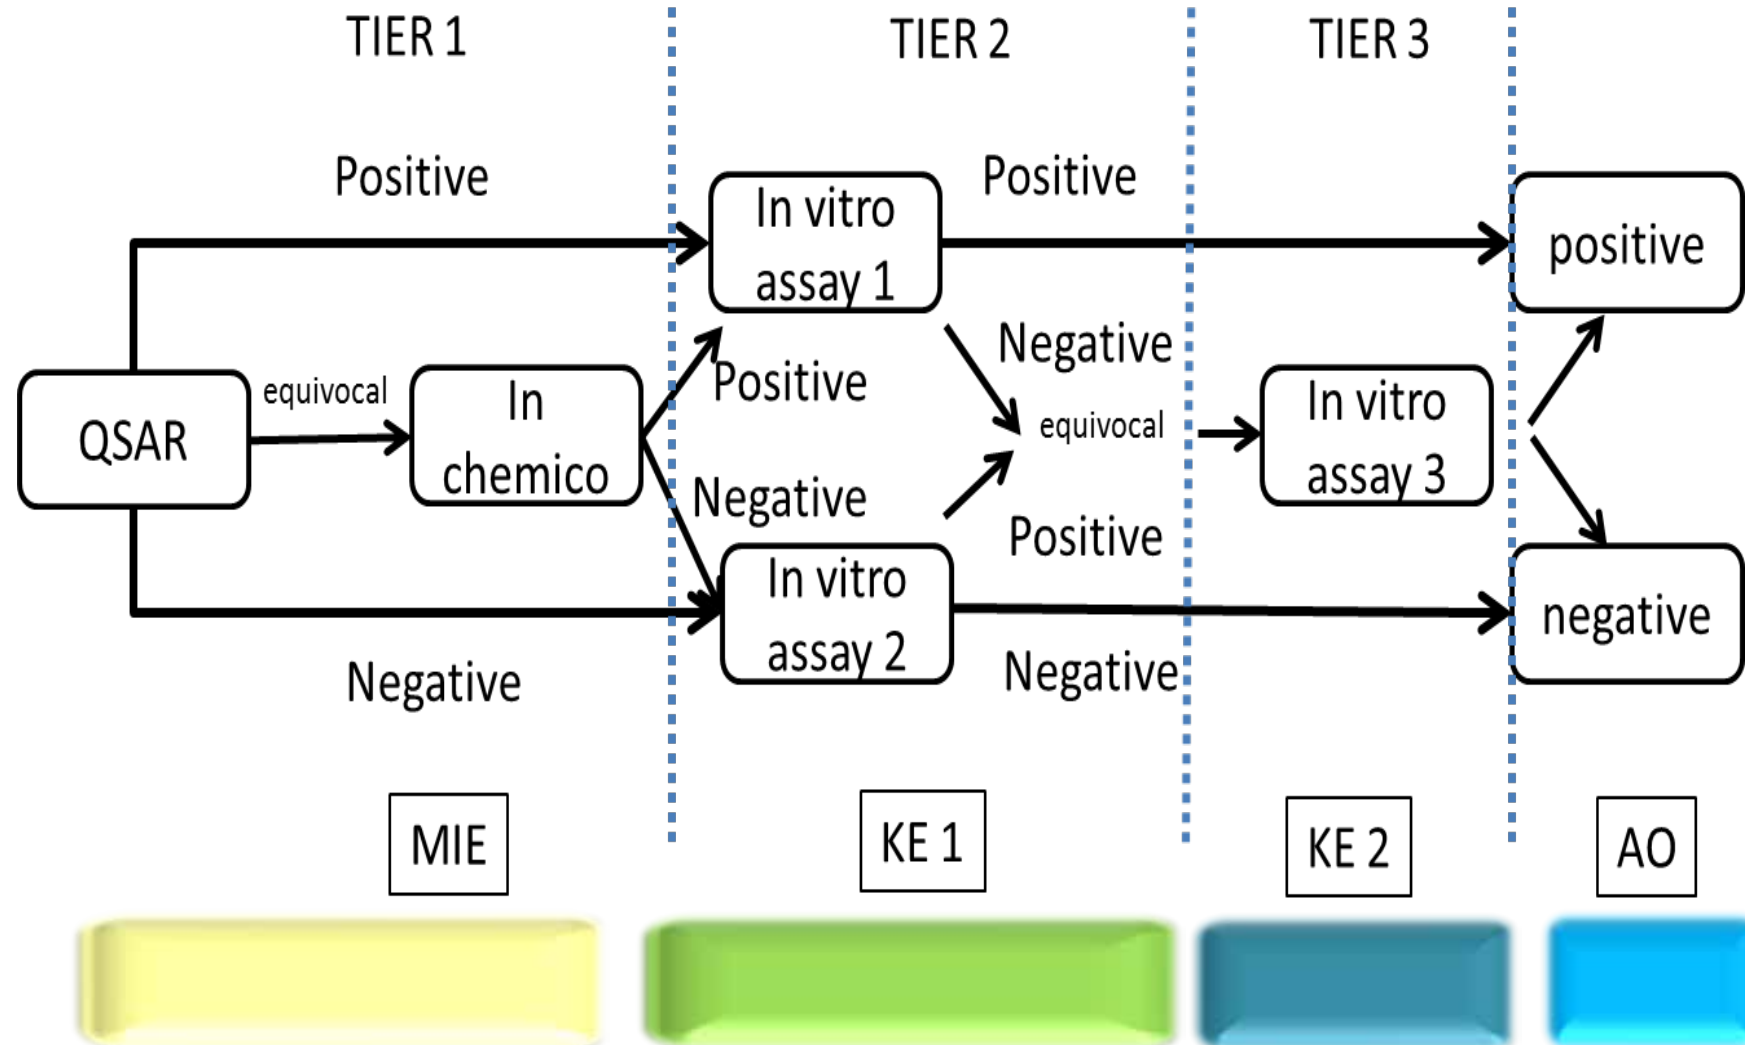 TIER 1
TIER 2
TIER 3
Positive
Positive
In vitro
assay 1
positive
Negative
Positive
equivocal
In
chemico
equivocal
In vitro
assay 3
QSAR
Negative
Positive
In vitro
assay 2
negative
Negative
Negative
MIE
KE 1
KE 2
AO